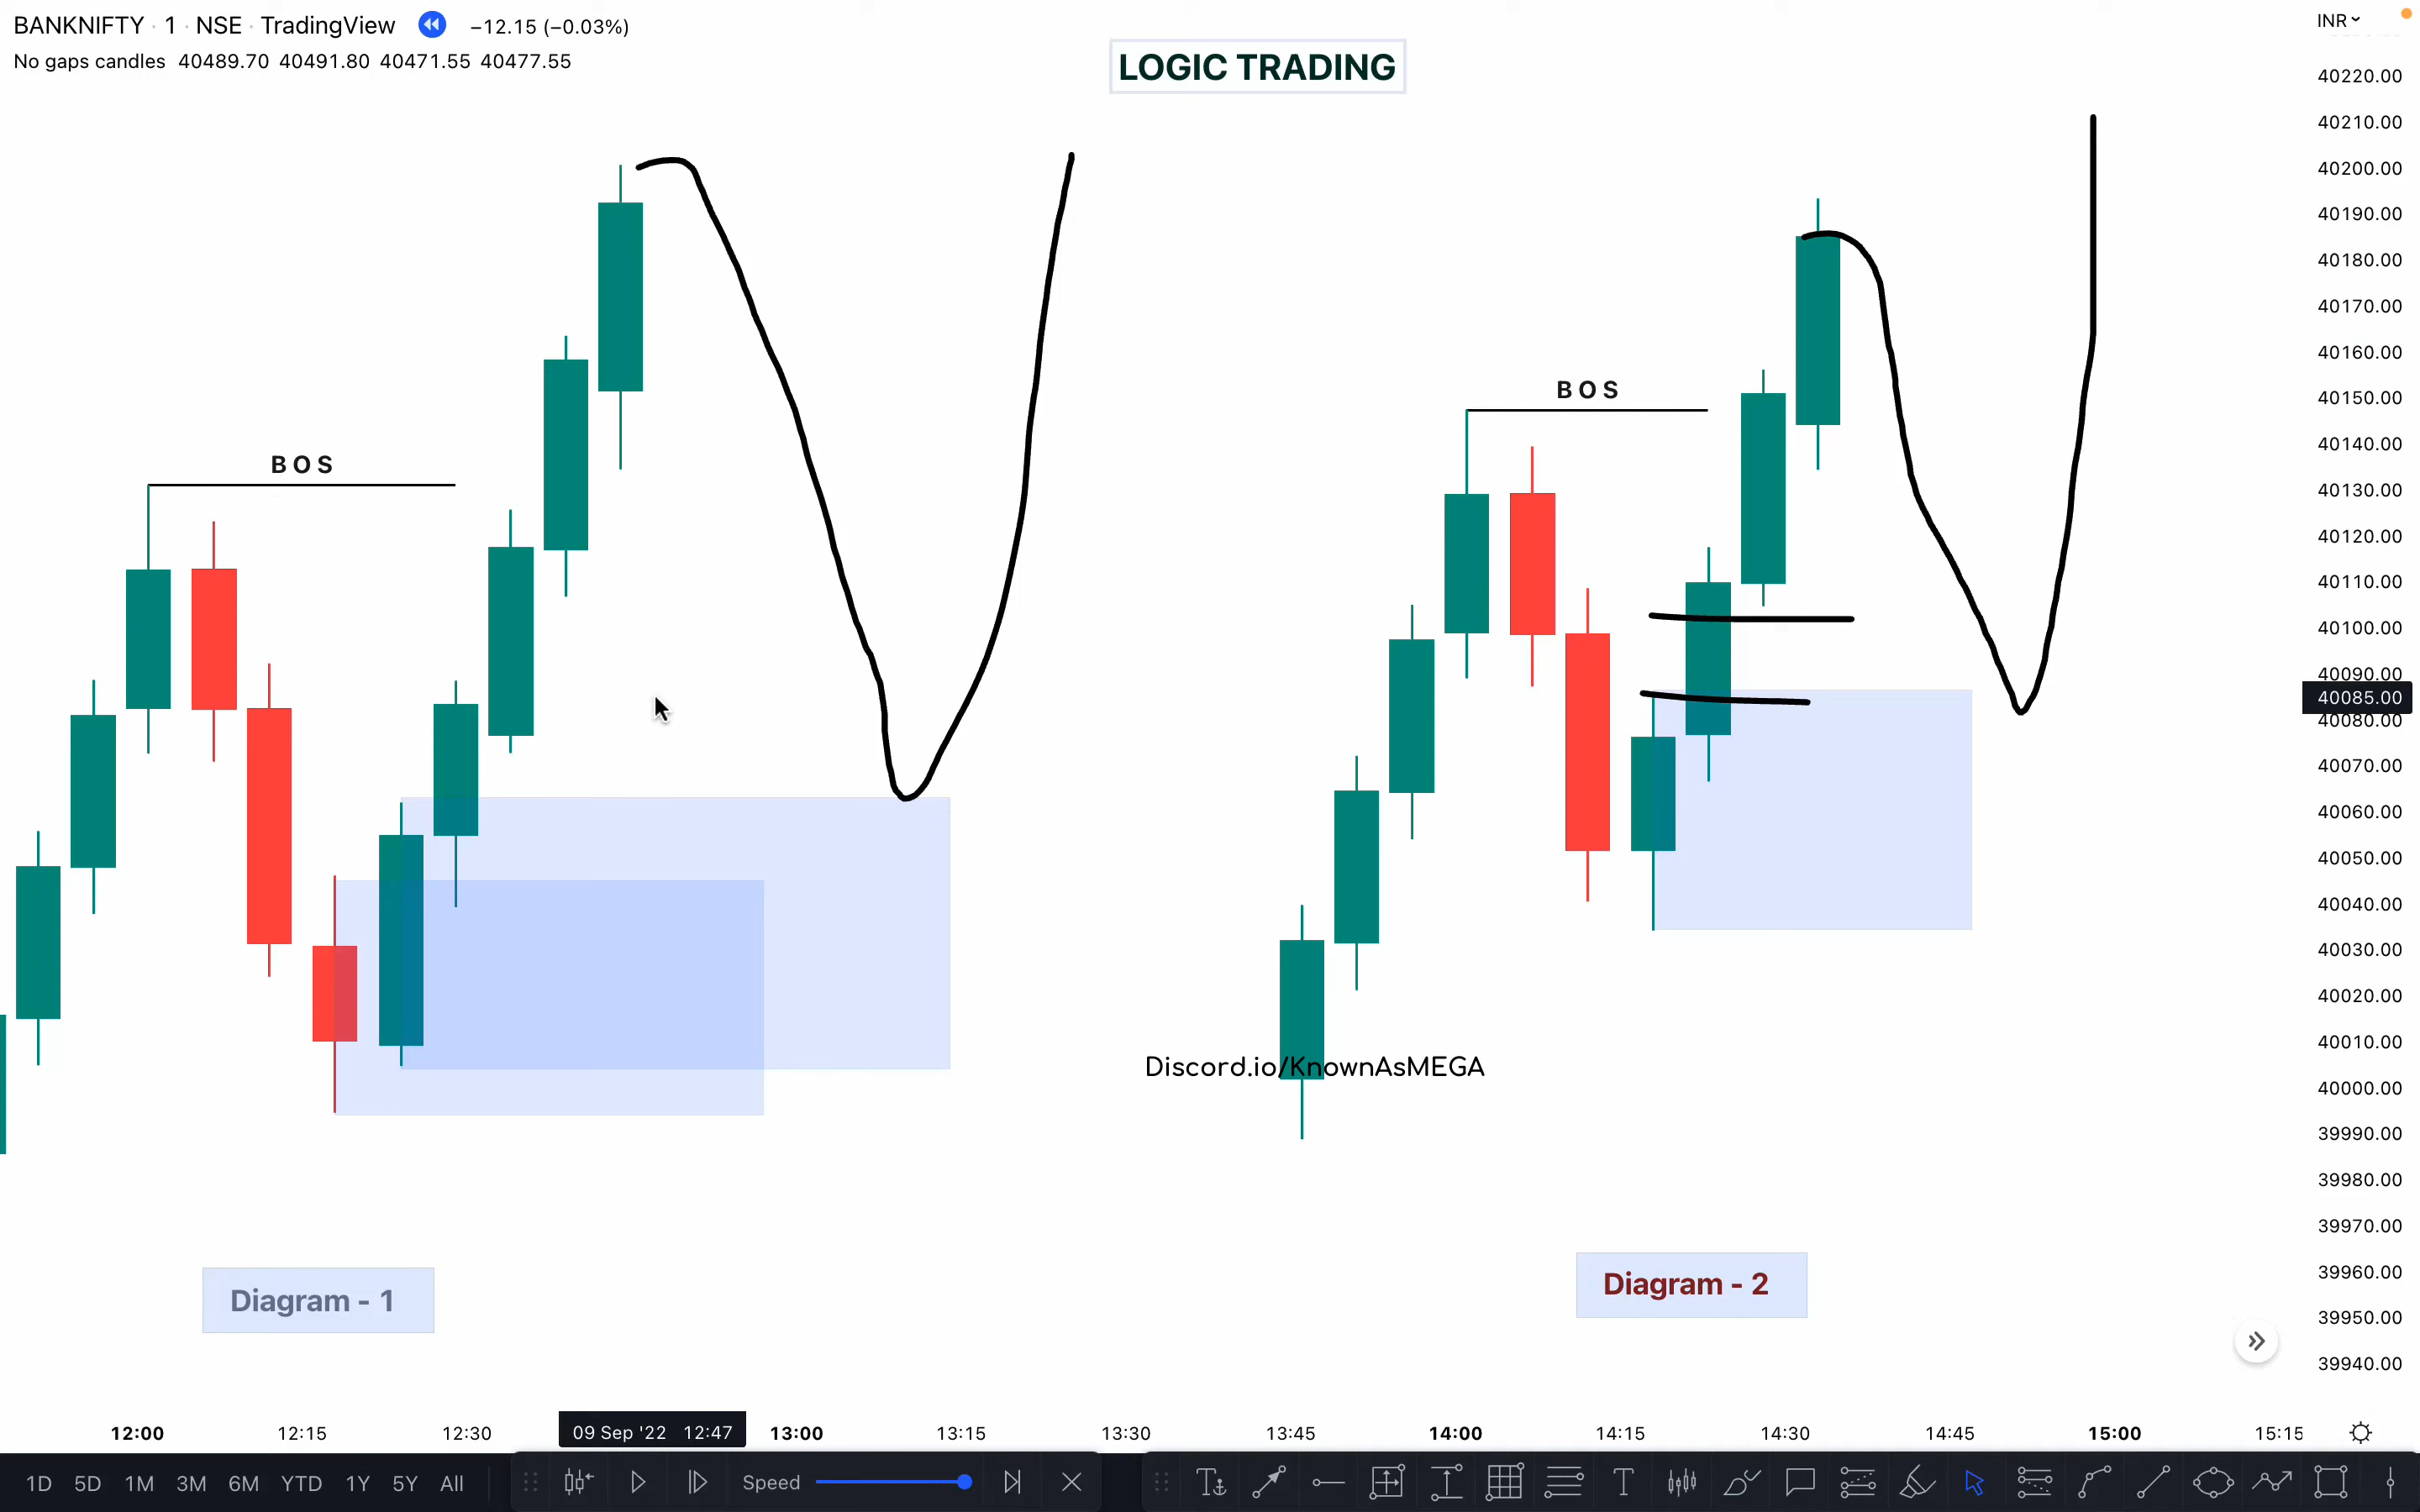 BANKNIFTY · 1 · NSE · TradingView −12.15 (−0.03%)
No gaps candles 40489.70 40491.80 40471.55 40477.55
LOGIC TRADING
INR
40220.00
40210.00
40200.00
40190.00
40180.00
40170.00
40160.00
40150.00
40140.00
40130.00
40120.00
40110.00
40100.00
40090.00
40085.00
40080.00
40070.00
40060.00
40050.00
40040.00
40030.00
40020.00
40010.00
40000.00
39990.00
39980.00
39970.00
39960.00
39950.00
39940.00
BOS
BOS
Discord.io/KnownAsMEGA
Diagram - 1
Diagram - 2
12:00 12:15 12:30 09 Sep '22 12:47 13:00 13:15 13:30 13:45 14:00 14:15 14:30 14:45 15:00 15:15
1D 5D 1M 3M 6M YTD 1Y 5Y All Speed